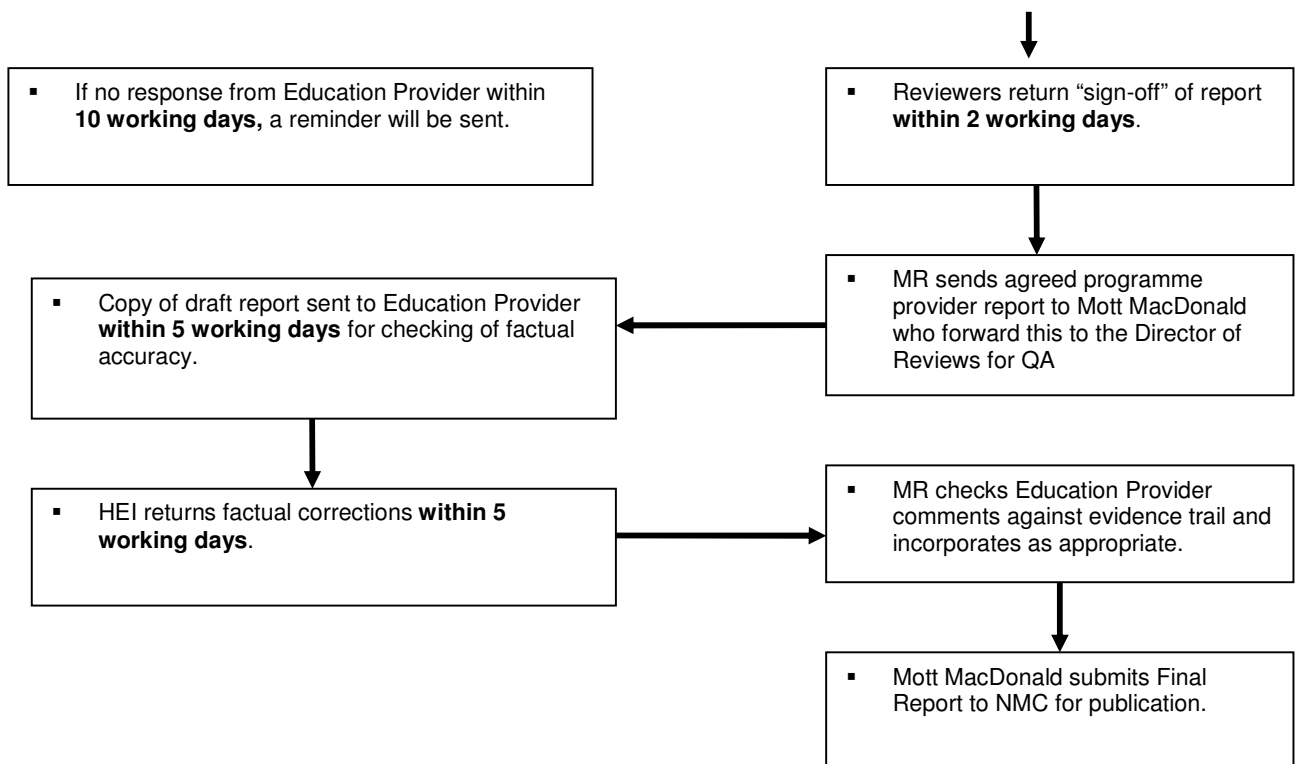 ▪ If no response from Education Provider within
10 working days, a reminder will be sent.
▪ Reviewers return “sign-off” of report
within 2 working days.
▪ MR sends agreed programme
provider report to Mott MacDonald
who forward this to the Director of
Reviews for QA
▪ Copy of draft report sent to Education Provider
within 5 working days for checking of factual
accuracy.
▪ HEI returns factual corrections within 5
working days.
▪ MR checks Education Provider
comments against evidence trail and
incorporates as appropriate.
▪ Mott MacDonald submits Final
Report to NMC for publication.